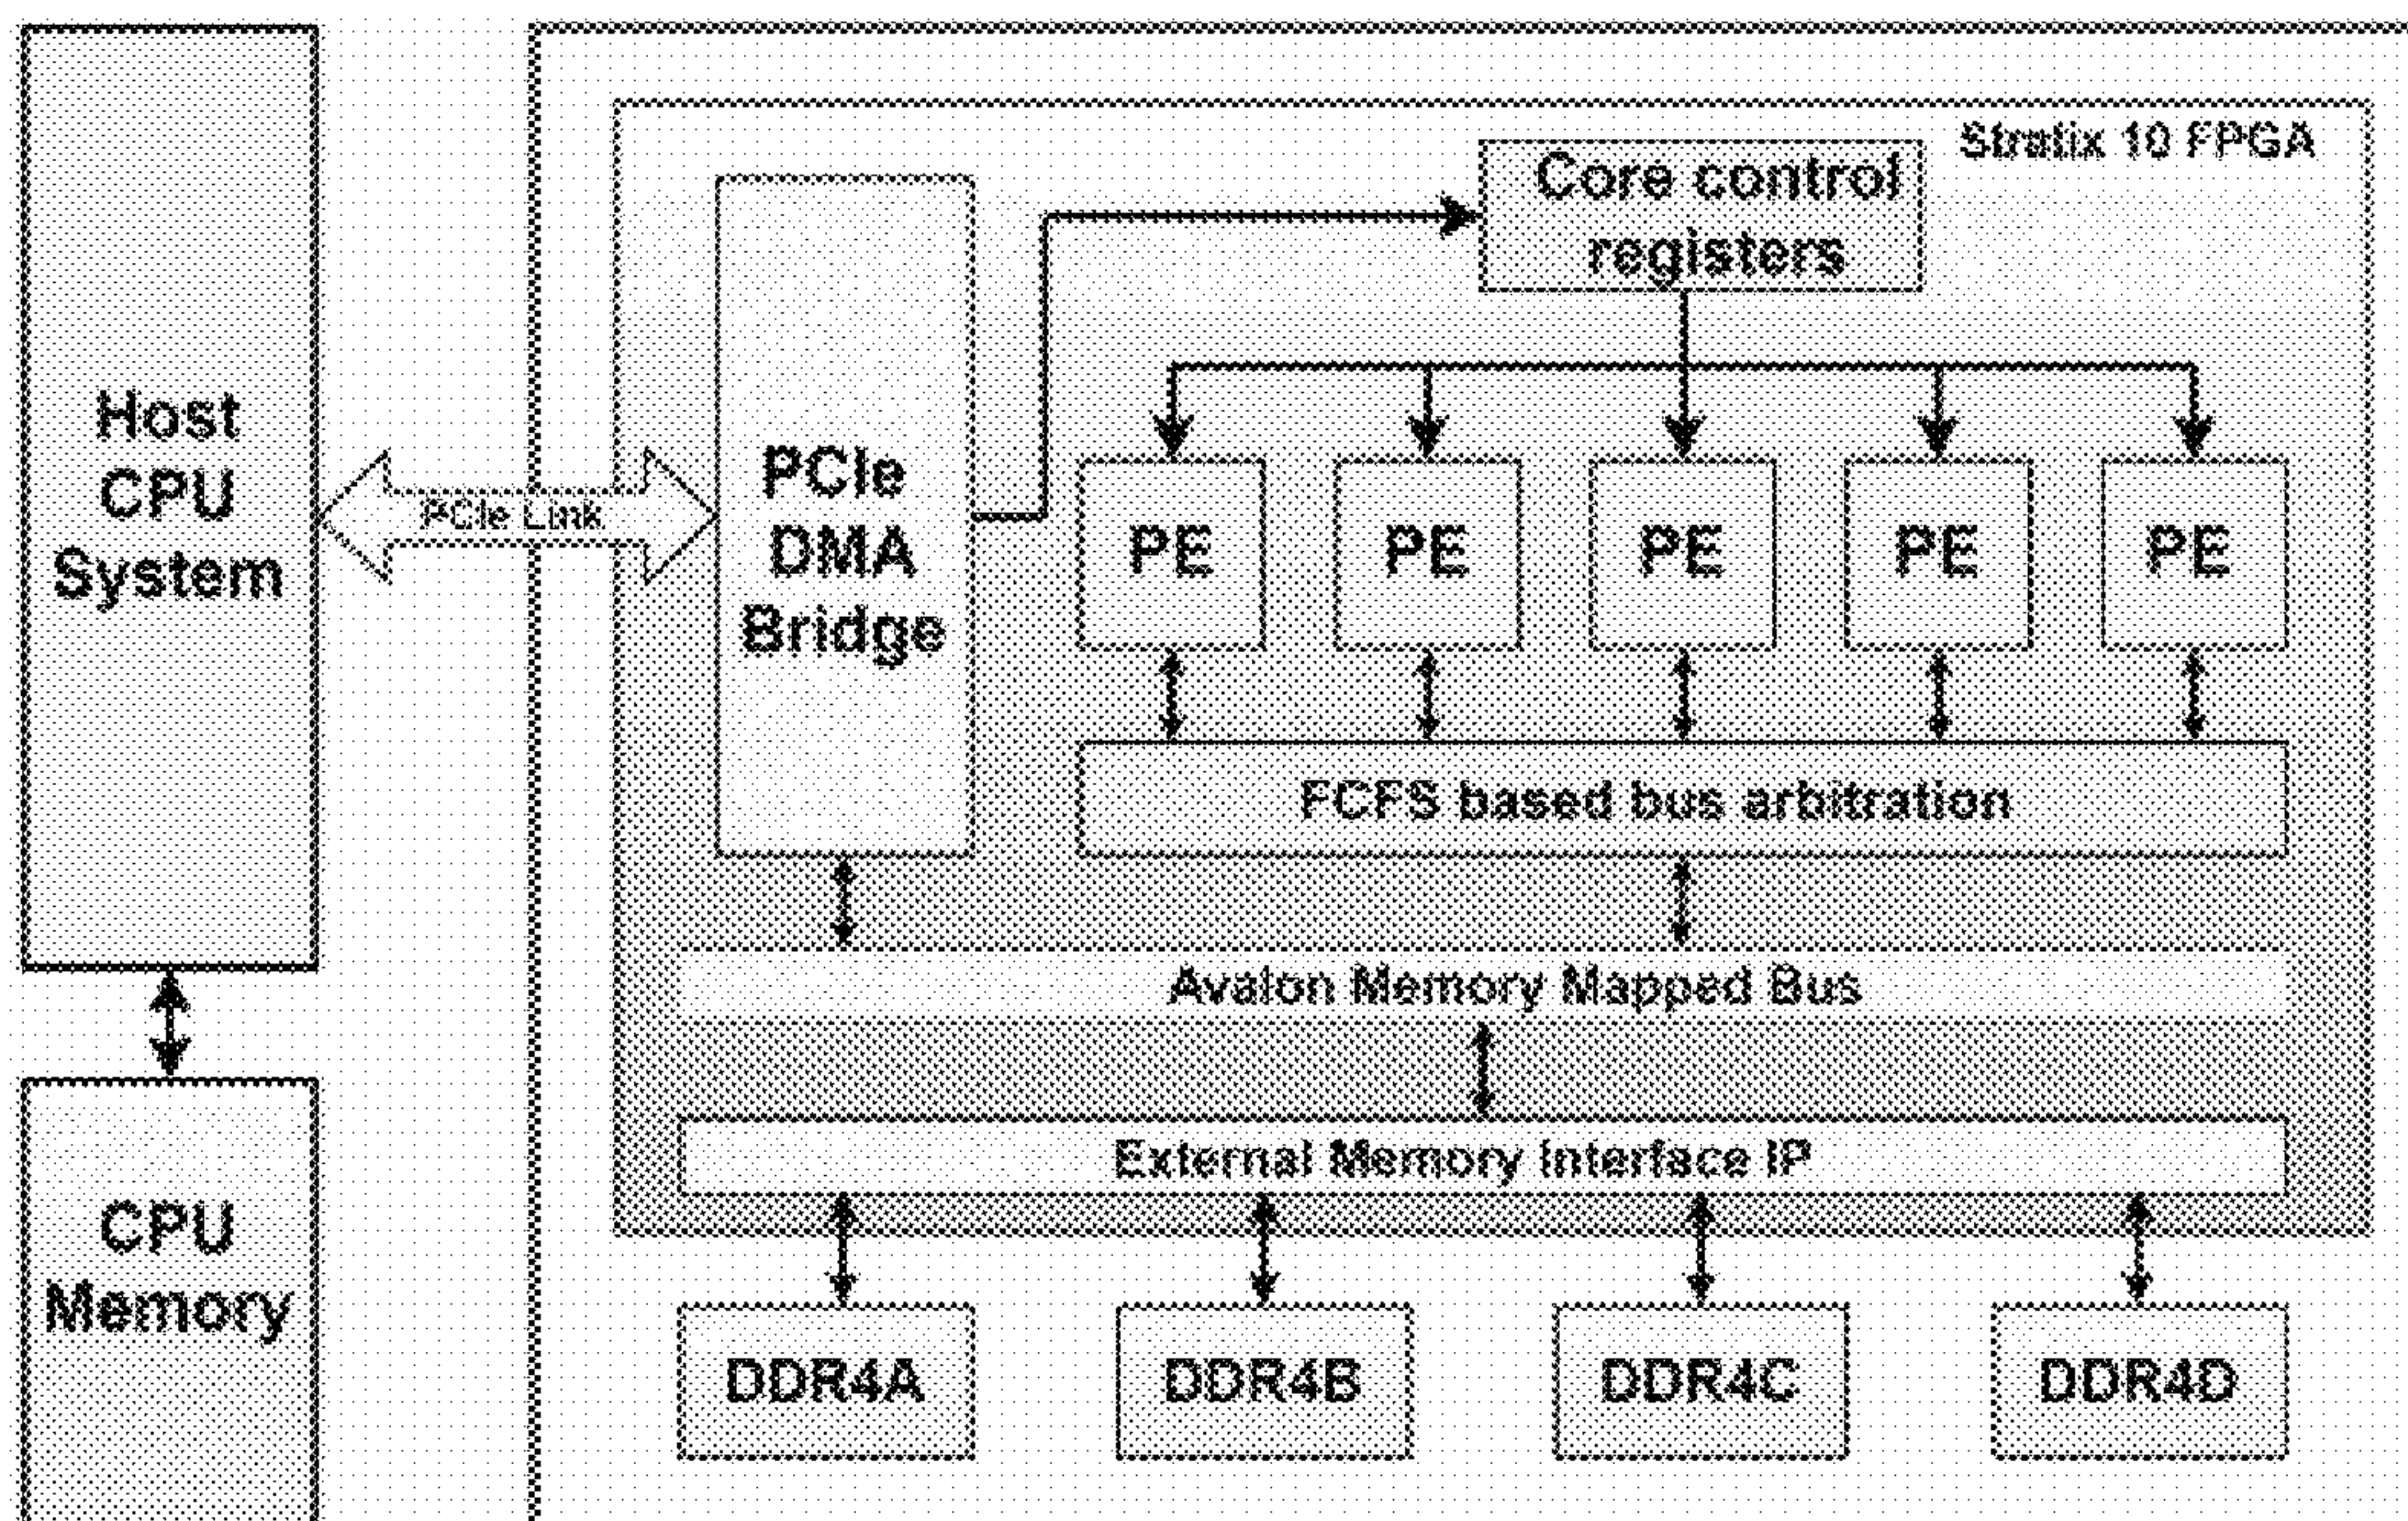 Stratix 10 FPGA
Core control
registers
Host
CPU
System
PCIe Link
PCIe
DMA
Bridge
PE
PE
PE
PE
PE
FCFS based bus arbitration
Avalon Memory Mapped Bus
External Memory Interface IP
CPU
Memory
DDR4A
DDR4B
DDR4C
DDR4D